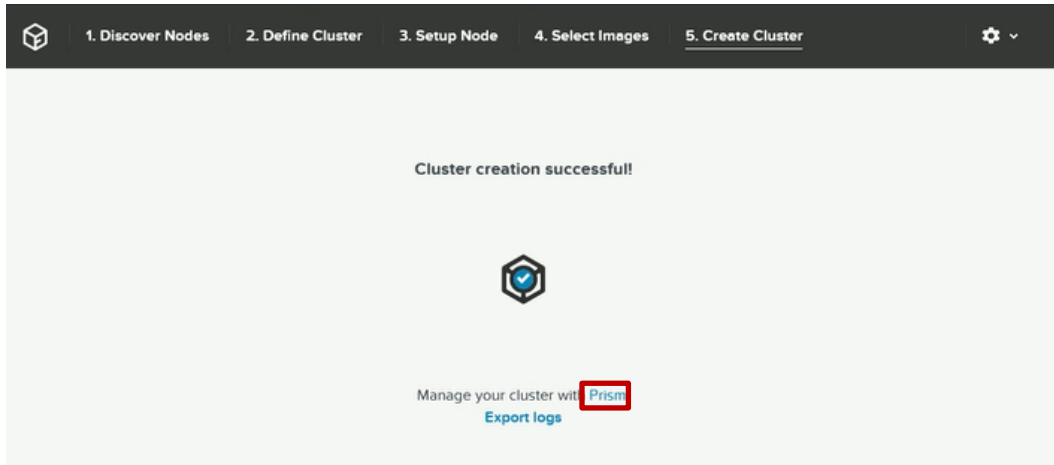 1. Discover Nodes 2. Define Cluster 3. Setup Node 4. Select Images 5. Create Cluster
Cluster creation successful!
Manage your cluster with Prism
Export logs